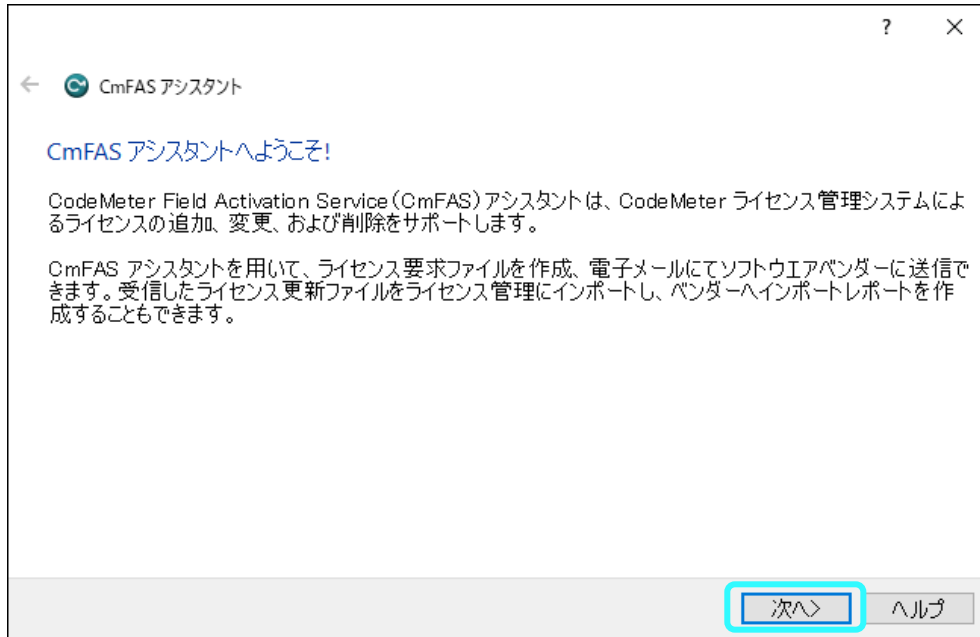 ?
CmFAS アシスタント
CmFAS アシスタントへようこそ!
CodeMeter Field Activation Service(CmFAS)アシスタントは、CodeMeter ライセンス管理システムによ
るライセンスの追加、変更、および削除をサポートします。
CmFAS アシスタントを用いて、ライセンス要求ファイルを作成、電子メールにてソフトウエアベンダーに送信で
きます。受信したライセンス更新ファイルをライセンス管理にインポートし、ベンダーへインポートレポートを作
成することもできます。
次へ> ヘルプ